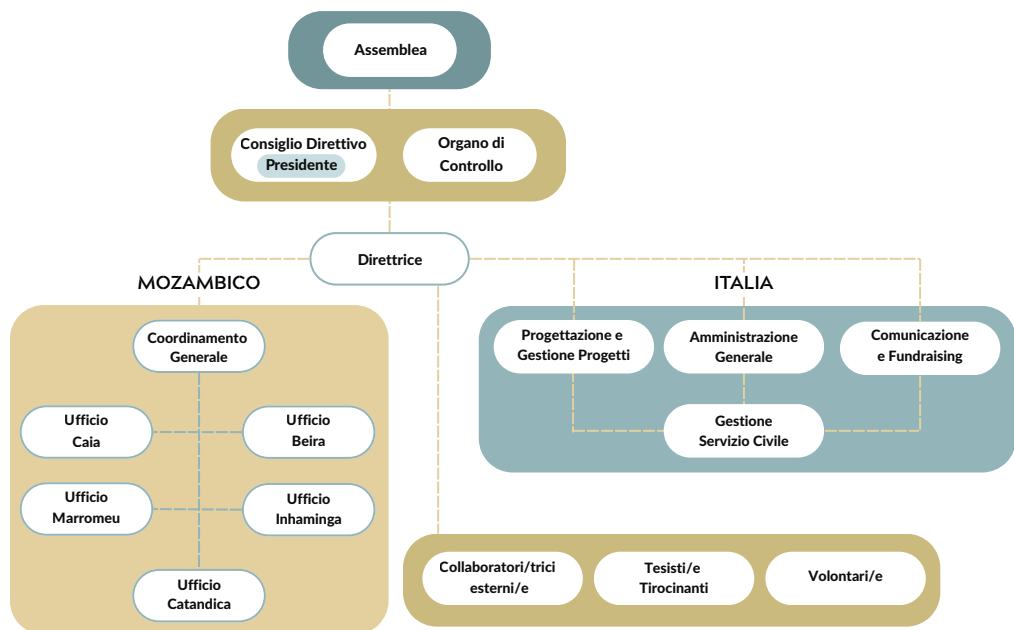 Assemblea
Consiglio Direttivo
Presidente
Organo di
Controllo
Direttrice
MOZAMBICO
Coordinamento
Generale
Ufficio
Caia
Ufficio
Beira
Ufficio
Marromeu
Ufficio
Inhaminga
Ufficio
Catandica
ITALIA
Progettazione e
Gestione Progetti
Amministrazione
Generale
Comunicazione
e Fundraising
Gestione
Servizio Civile
Collaboratori/trici
esterni/e
Tesisti/e
Tirocinanti
Volontari/e